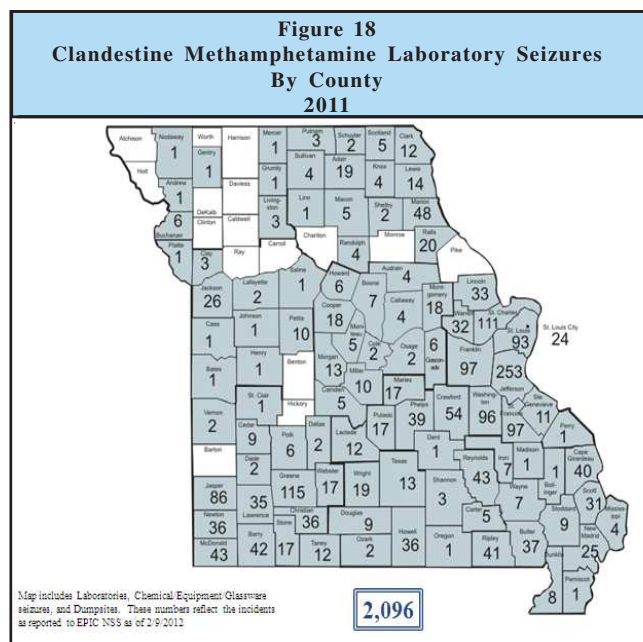 Figure 18
Clandestine Methamphetamine Laboratory Seizures
By County
2011
Atchison
Nodaway
1
Worth
Harrison
Mercer
1
Putnam
3
Schuyler
2
Scotland
5
Clark
12
Gentry
1
Holt
Andrew
1
DeKalb
Daviess
Grundy
1
Sullivan
4
Adair
19
Knox
4
Lewis
14
Buchanan
6
Clinton
Caldwell
Living-
ston
3
Linn
1
Macon
5
Shelby
2
Marion
48
Platte
1
Clay
3
Ray
Carroll
Chariton
Randolph
4
Monroe
Ralls
20
Pike
Jackson
26
Lafayette
2
Saline
1
Howard
6
Boone
7
Audrain
4
Callaway
4
Mont-
gomery
18
Lincoln
33
Warren
32
St. Charles
111
St. Louis
93
St. Louis City
24
Cass
1
Johnson
1
Pettis
10
Cooper
18
Moni-
teau
5
Cole
2
Osage
2
6
Franklin
97
253
Jefferson
Bates
1
Henry
1
Benton
Morgan
13
Miller
10
Maries
17
St. Clair
1
Hickory
Camden
5
Pulaski
17
Phelps
39
Crawford
54
Washing-
ton
96
St.
Francois
97
Ste.
Genevieve
11
Perry
1
Vernon
2
Cedar
9
Polk
6
Dallas
2
Laclede
12
Dent
1
Iron
7
Madison
1
Bol-
linger
1
Cape
Girardeau
40
Barton
Dade
2
Greene
115
Webster
17
Wright
19
Texas
13
Shannon
3
Reynolds
43
Wayne
7
Scott
31
Jasper
86
Lawrence
35
Christian
36
Douglas
9
Carter
5
Stoddard
9
Missis-
sippi
4
Newton
36
McDonald
43
Barry
42
Stone
17
Taney
12
Ozark
2
Howell
36
Oregon
1
Ripley
41
Butler
37
New
Madrid
25
Dunklin
8
Pemiscot
1
Map includes Laboratories, Chemical/Equipment/Glassware
seizures, and Dumpsites. These numbers reflect the incidents
as reported to EPIC NSS as of 2/9/2012
2,096